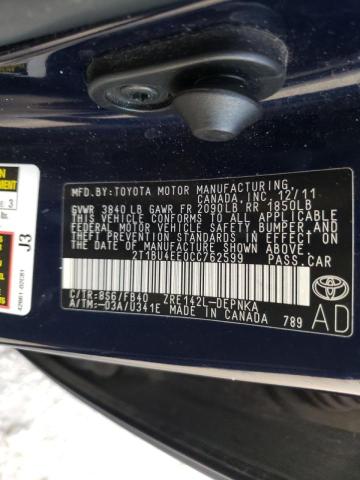 MFD.BY:TOYOTA MOTOR MANUFACTURING
CANADA, INC. 12/11
GVWR 3840 LB GAWR FR 2090LB RR 1850LB
THIS VEHICLE CONFORMS TO ALL APPLICABLE
FEDERAL MOTOR VEHICLE SAFETY, BUMPER, AND
THEFT PREVENTION STANDARDS IN EFFECT ON
THE DATE OF MANUFACTURE SHOWN ABOVE.
2T1BU4EE0CC762599 PASS.CAR
C/TR:8S6/FB40 ZRE142L-DEPNKA
A/TM:-03A/U341E
MADE IN CANADA 789
TOYOTA
AD
J3